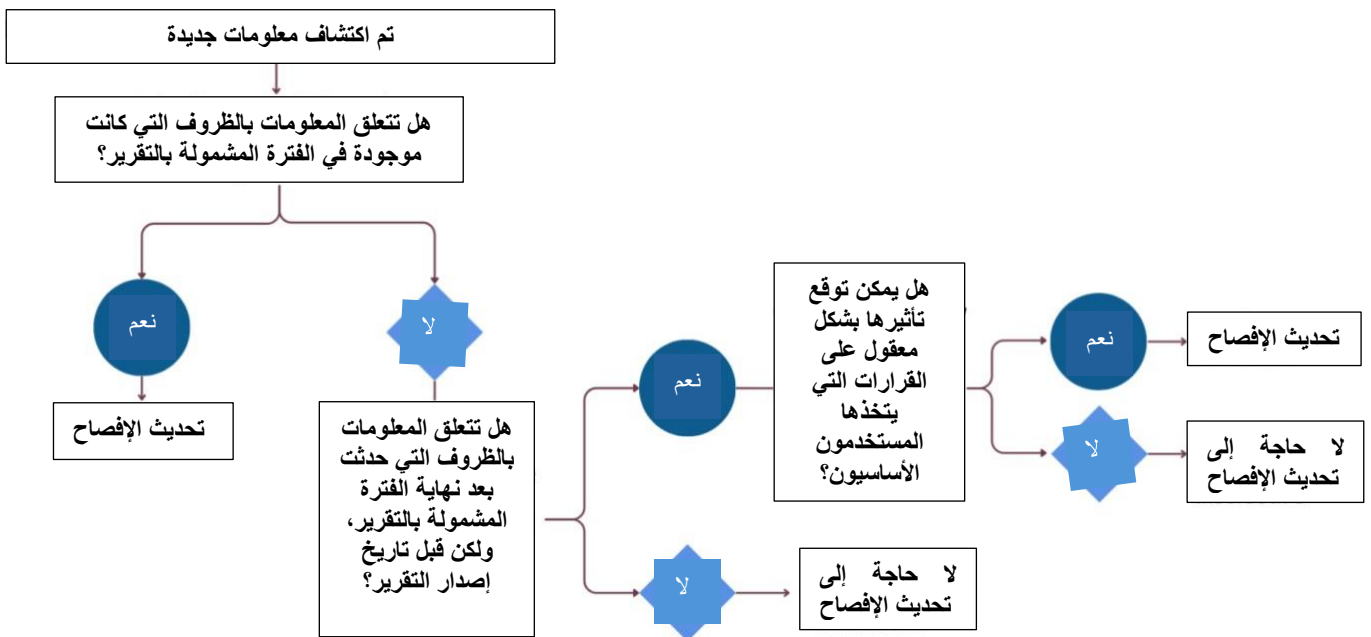 تم اكتشاف معلومات جديدة
هل تتعلق المعلومات بالظروف التي كانت
موجودة في الفترة المشمولة بالتقرير؟
نعم
لا
تحديث الإفصاح
هل تتعلق المعلومات
بالظروف التي حدثت
بعد نهاية الفترة
المشمولة بالتقرير،
ولكن قبل تاريخ
إصدار التقرير؟
نعم
هل يمكن توقع
تأثيرها بشكل
معقول على
القرارات التي
يتخذها
المستخدمون
الأساسيون؟
نعم
تحديث الإفصاح
لا
لا حاجة إلى
تحديث الإفصاح
لا
لا حاجة إلى
تحديث الإفصاح